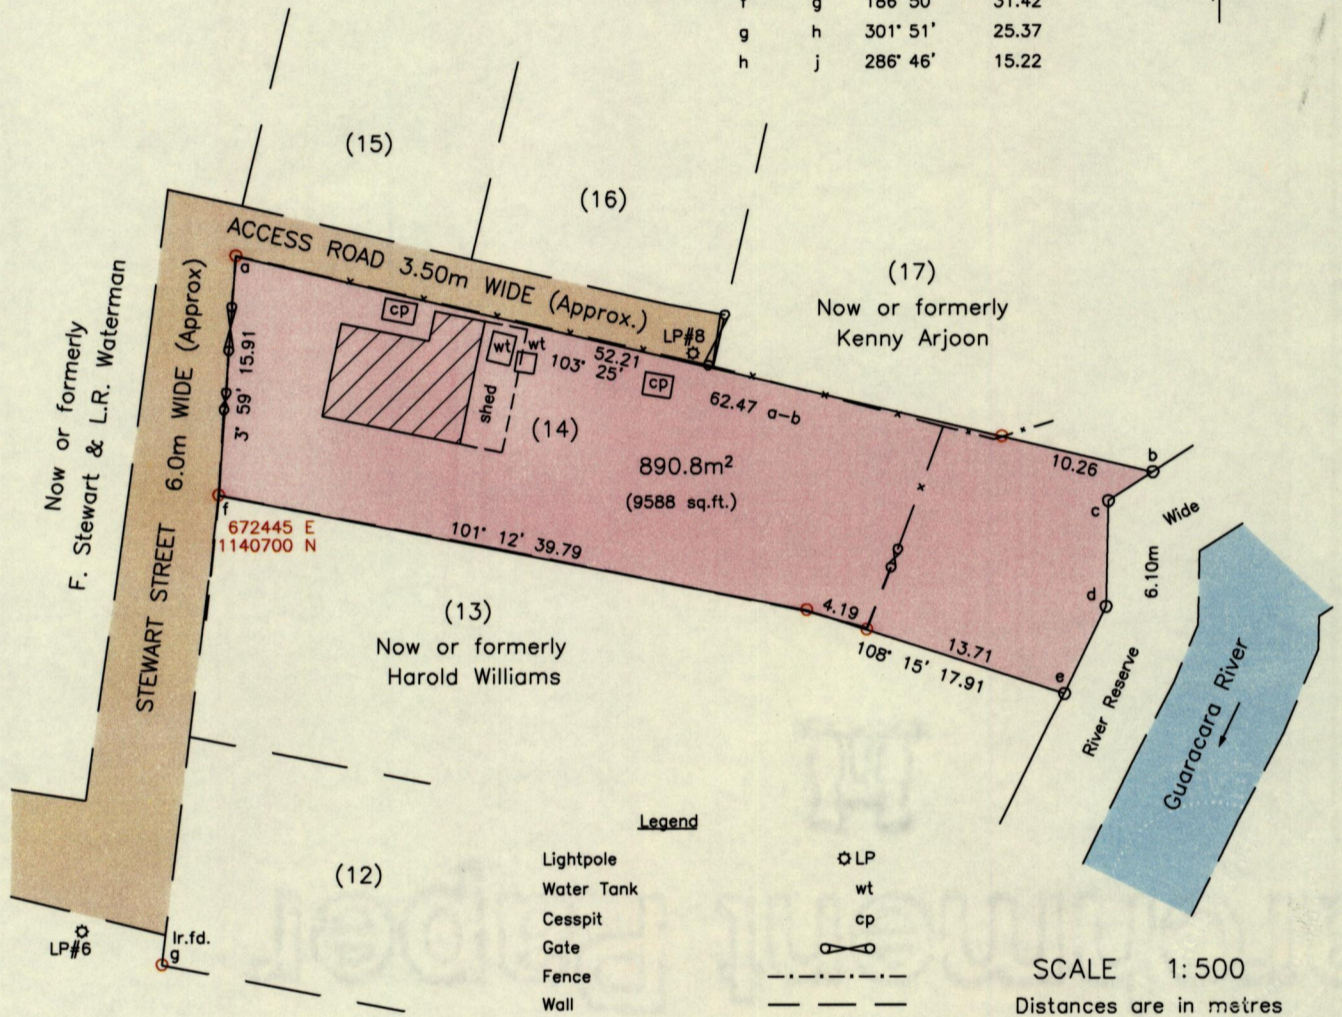 f g 186° 50' 31.42
g h 301° 51' 25.37
h j 286° 46' 15.22
(15)
(16)
(17)
Now or formerly
Kenny Arjoon
ACCESS ROAD 3.50m WIDE (Approx.)
LP#8
a
cp
wt
wt
shed
52.21
103° 25'
cp
62.47 a-b
10.26
b
c
d
e
f
3° 59' 15.91
(14)
890.8m²
(9588 sq.ft.)
672445 E
1140700 N
101° 12' 39.79
4.19
13.71
108° 15' 17.91
STEWART STREET 6.0m WIDE (Approx)
Now or formerly
F. Stewart & L.R. Waterman
(13)
Now or formerly
Harold Williams
(12)
River Reserve 6.10m Wide
Guaracara River
LP#6
Ir.fd.
g
Legend
Lightpole LP
Water Tank wt
Cesspit cp
Gate
Fence
Wall
SCALE 1:500
Distances are in metres